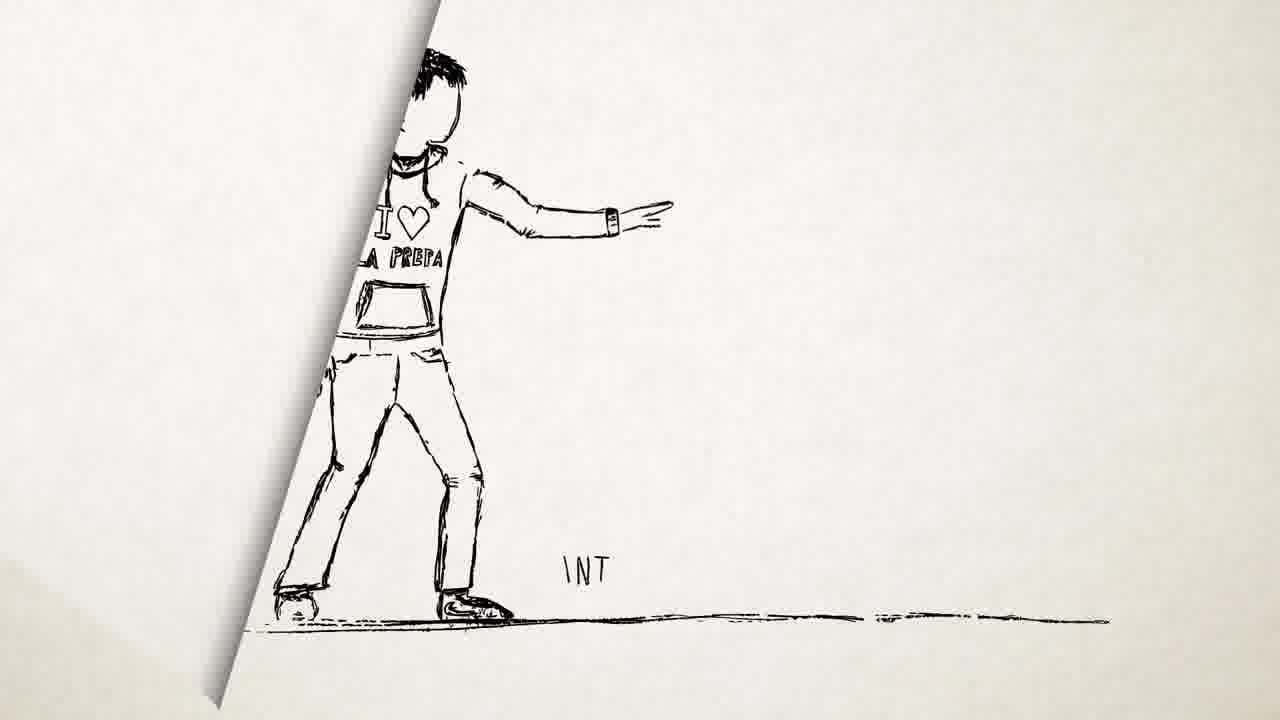 I ♡
LA PREPA
INT